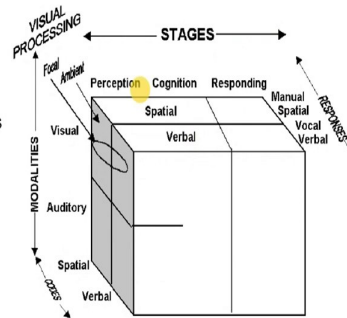 VISUAL
PROCESSING
STAGES
Focal
Ambient
Perception Cognition Responding
RESPONSES
Manual
Spatial
Vocal
Verbal
Spatial
Verbal
Visual
MODALITIES
Auditory
Spatial
Verbal
CODES